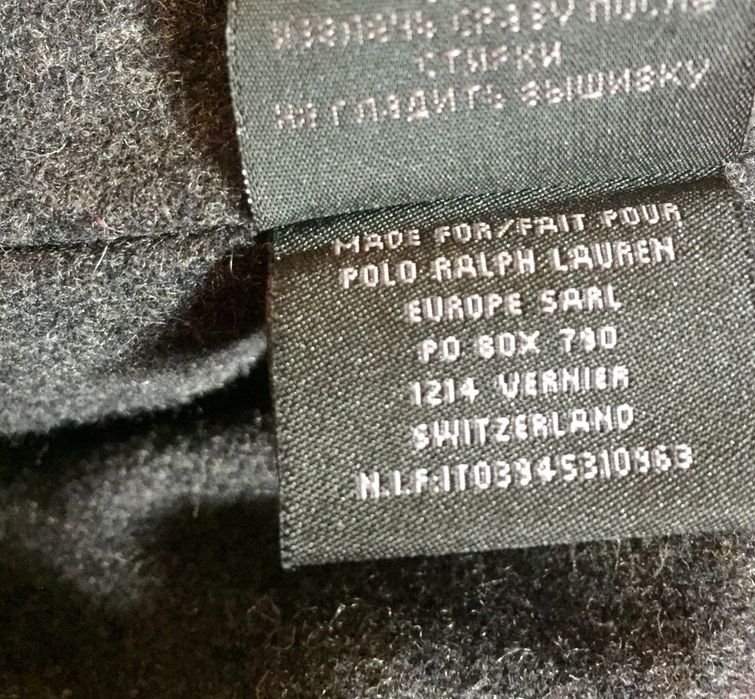 ИЗВЛЕЧЬ СРАЗУ ПОСЛЕ
СТИРКИ
НЕ ГЛАДИТЬ ВЫШИВКУ
MADE FOR/FAIT POUR
POLO RALPH LAUREN
EUROPE SARL
PO BOX 790
1214 VERNIER
SWITZERLAND
N.I.F:IT03945310963